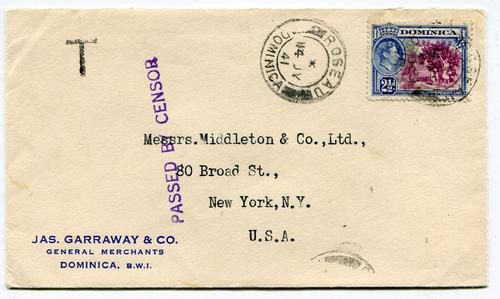 T
ROSEAU
DOMINICA
X
JY
41
DOMINICA
2½D
PASSED BY CENSOR
Messrs. Middleton & Co., Ltd.,
80 Broad St.,
New York, N.Y.
U.S.A.
JAS. GARRAWAY & CO.
GENERAL MERCHANTS
DOMINICA, B.W.I.